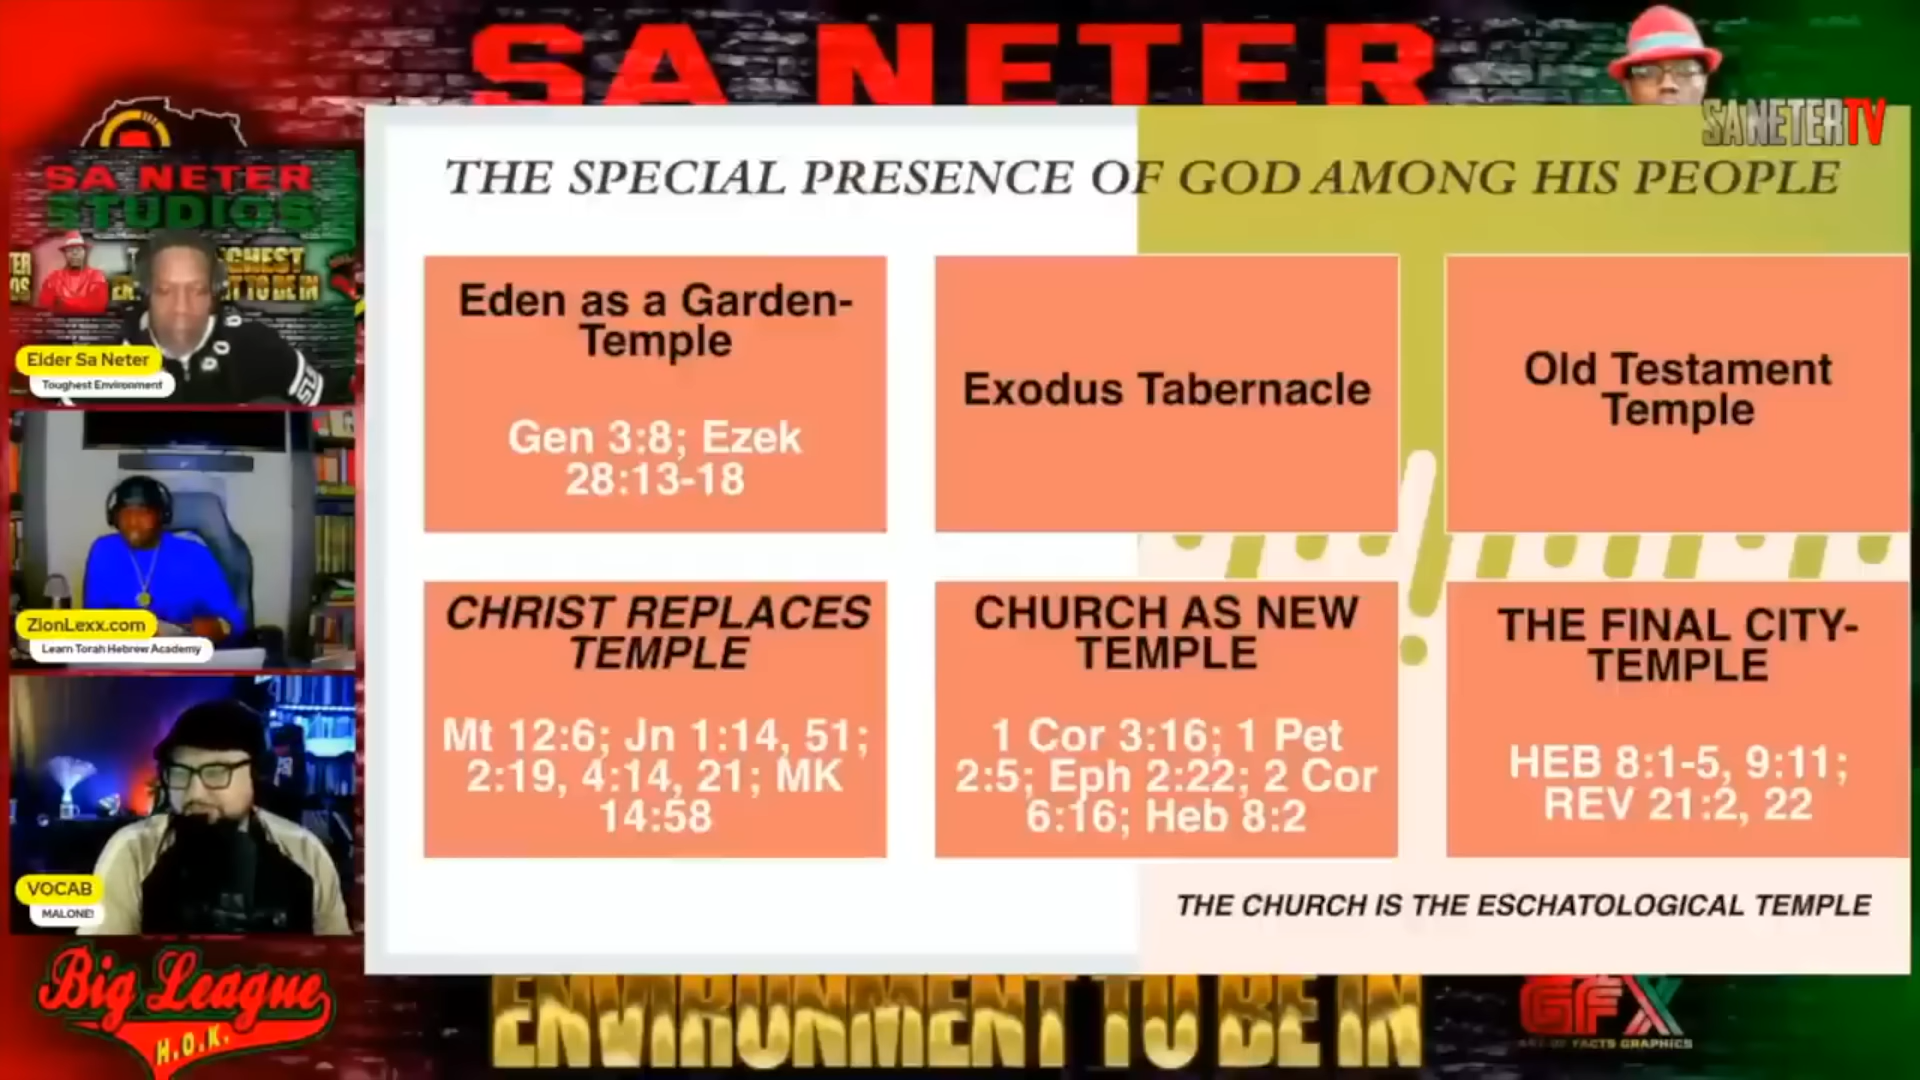 SA NETER
SANETERTV
SA NETER
STUDIOS
Elder Sa Neter
Toughest Environment
ZionLexx.com
Learn Torah Hebrew Academy
VOCAB
MALONE!
Big League
H.O.K.
THE SPECIAL PRESENCE OF GOD AMONG HIS PEOPLE
Eden as a Garden-
Temple
Gen 3:8; Ezek
28:13-18
Exodus Tabernacle
Old Testament
Temple
CHRIST REPLACES
TEMPLE
Mt 12:6; Jn 1:14, 51;
2:19, 4:14, 21; MK
14:58
CHURCH AS NEW
TEMPLE
1 Cor 3:16; 1 Pet
2:5; Eph 2:22; 2 Cor
6:16; Heb 8:2
THE FINAL CITY-
TEMPLE
HEB 8:1-5, 9:11;
REV 21:2, 22
THE CHURCH IS THE ESCHATOLOGICAL TEMPLE
ENVIRONMENT TO BE IN
GFX
ART OF FACTS GRAPHICS